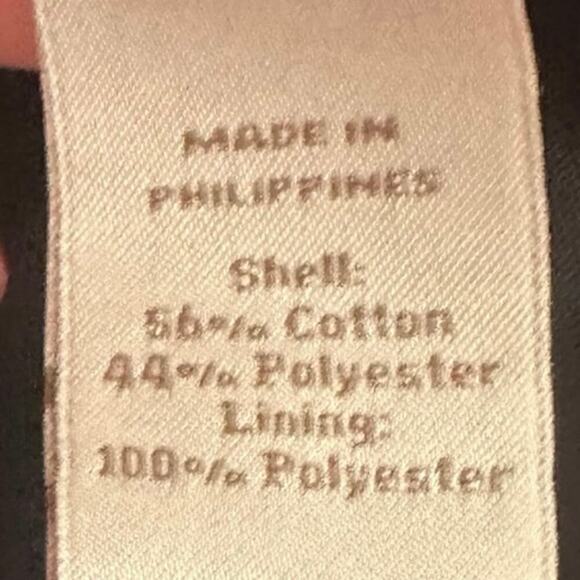 MADE IN
PHILIPPINES
Shell:
56% Cotton
44% Polyester
Lining:
100% Polyester